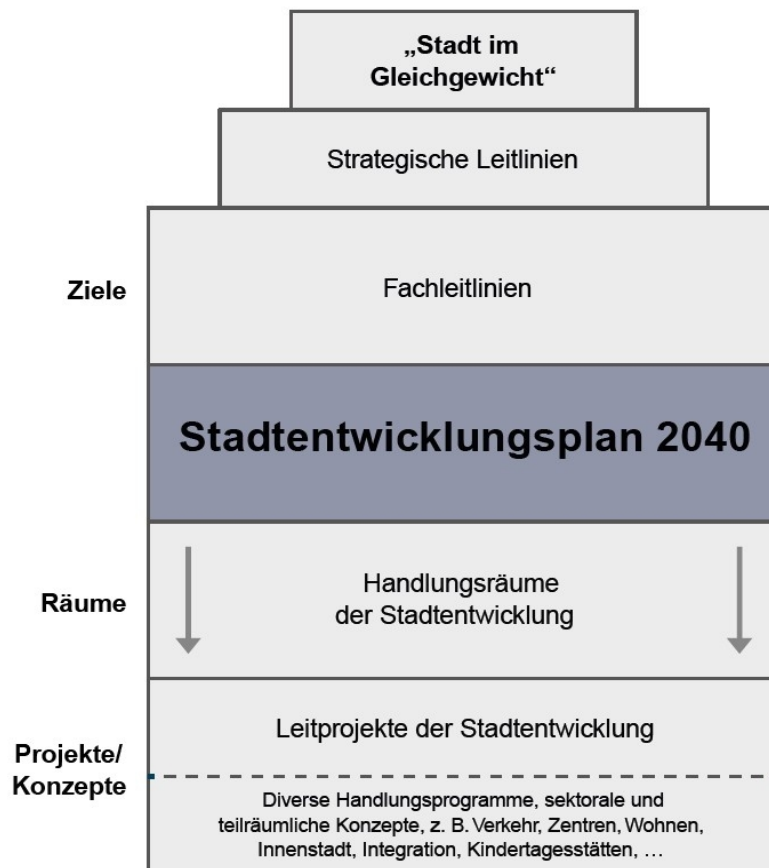 „Stadt im
Gleichgewicht“
Strategische Leitlinien
Ziele
Fachleitlinien
Stadtentwicklungsplan 2040
Räume
Handlungsräume
der Stadtentwicklung
Projekte/
Konzepte
Leitprojekte der Stadtentwicklung
Diverse Handlungsprogramme, sektorale und
teilräumliche Konzepte, z. B. Verkehr, Zentren, Wohnen,
Innenstadt, Integration, Kindertagesstätten, …